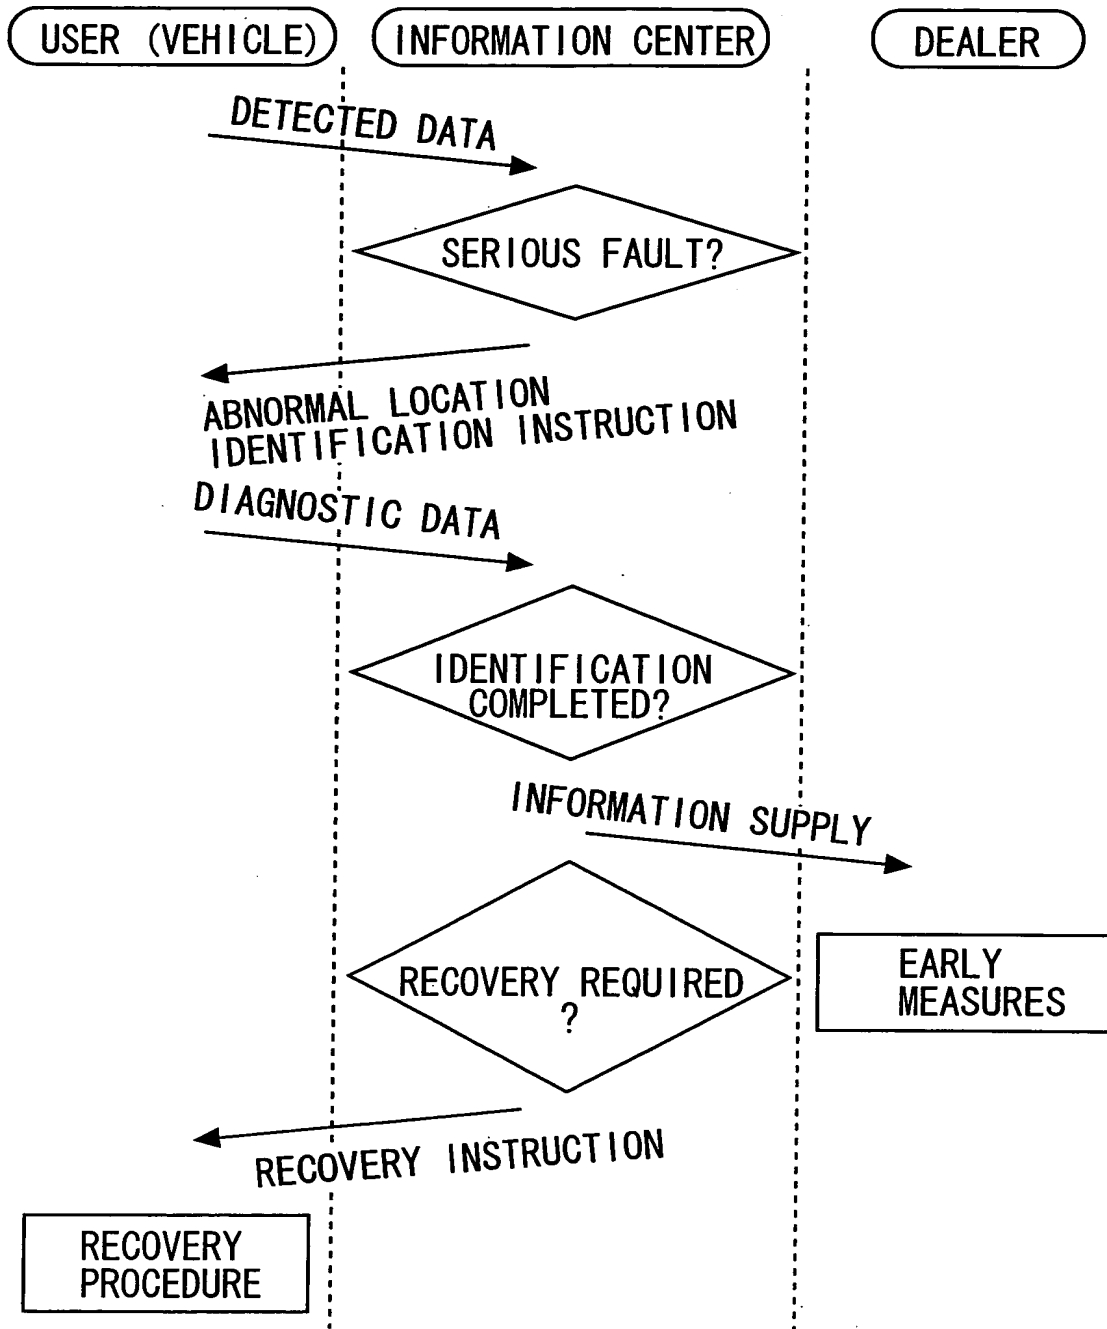 USER (VEHICLE)
INFORMATION CENTER
DEALER
DETECTED DATA
SERIOUS FAULT?
ABNORMAL LOCATION
IDENTIFICATION INSTRUCTION
DIAGNOSTIC DATA
IDENTIFICATION
COMPLETED?
INFORMATION SUPPLY
RECOVERY REQUIRED
?
EARLY
MEASURES
RECOVERY INSTRUCTION
RECOVERY
PROCEDURE